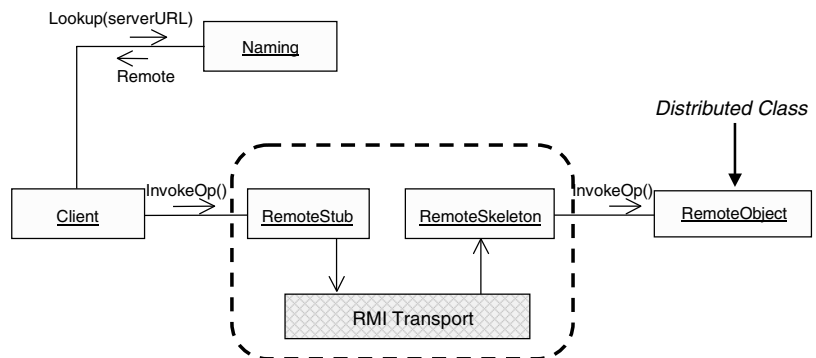 Lookup(serverURL)
Naming
Remote
Distributed Class
InvokeOp()
InvokeOp()
Client
RemoteStub
RemoteSkeleton
RemoteObject
RMI Transport